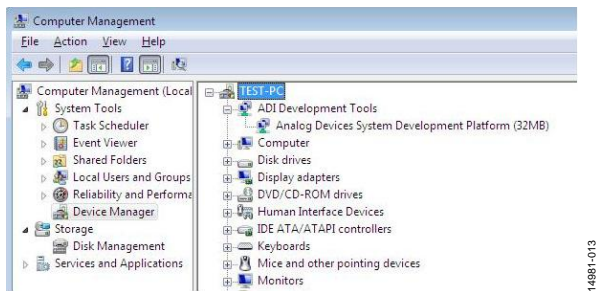 Computer Management
File Action View Help
Computer Management (Local
System Tools
Task Scheduler
Event Viewer
Shared Folders
Local Users and Groups
Reliability and Performa
Device Manager
Storage
Disk Management
Services and Applications
TEST-PC
ADI Development Tools
Analog Devices System Development Platform (32MB)
Computer
Disk drives
Display adapters
DVD/CD-ROM drives
Human Interface Devices
IDE ATA/ATAPI controllers
Keyboards
Mice and other pointing devices
Monitors
14981-013